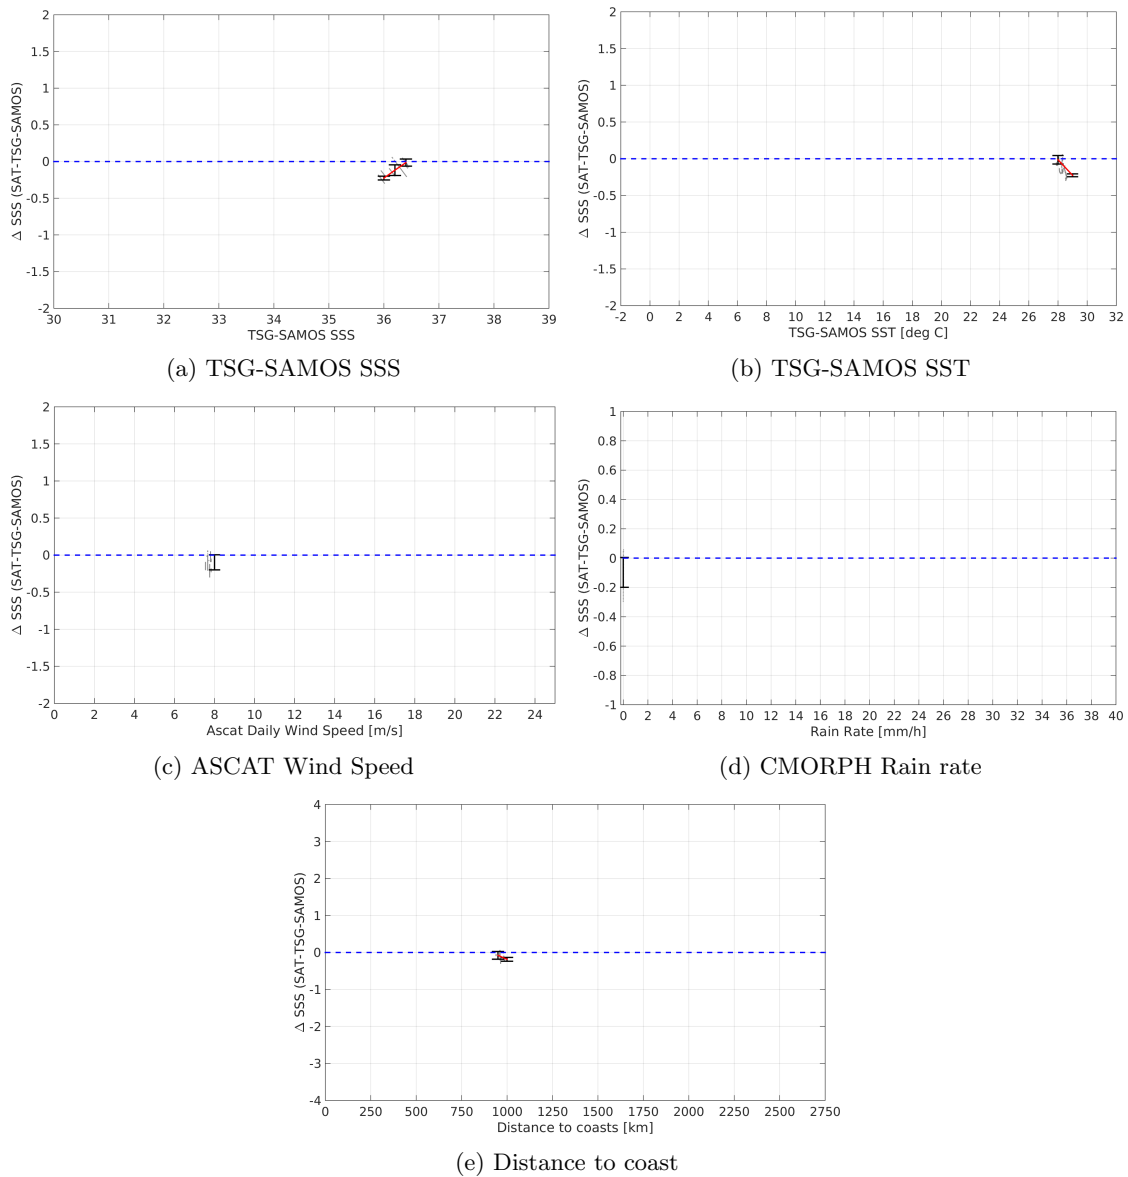 2
1.5
1
0.5
0
-0.5
-1
-1.5
-2
Δ SSS (SAT-TSG-SAMOS)
30 31 32 33 34 35 36 37 38 39
TSG-SAMOS SSS
(a) TSG-SAMOS SSS
2
1.5
1
0.5
0
-0.5
-1
-1.5
-2
Δ SSS (SAT-TSG-SAMOS)
-2 0 2 4 6 8 10 12 14 16 18 20 22 24 26 28 30 32
TSG-SAMOS SST [deg C]
(b) TSG-SAMOS SST
2
1.5
1
0.5
0
-0.5
-1
-1.5
-2
Δ SSS (SAT-TSG-SAMOS)
0 2 4 6 8 10 12 14 16 18 20 22 24
Ascat Daily Wind Speed [m/s]
(c) ASCAT Wind Speed
1
0.8
0.6
0.4
0.2
0
-0.2
-0.4
-0.6
-0.8
-1
Δ SSS (SAT-TSG-SAMOS)
0 2 4 6 8 10 12 14 16 18 20 22 24 26 28 30 32 34 36 38 40
Rain Rate [mm/h]
(d) CMORPH Rain rate
4
3
2
1
0
-1
-2
-3
-4
Δ SSS (SAT-TSG-SAMOS)
0 250 500 750 1000 1250 1500 1750 2000 2250 2500 2750
Distance to coasts [km]
(e) Distance to coast